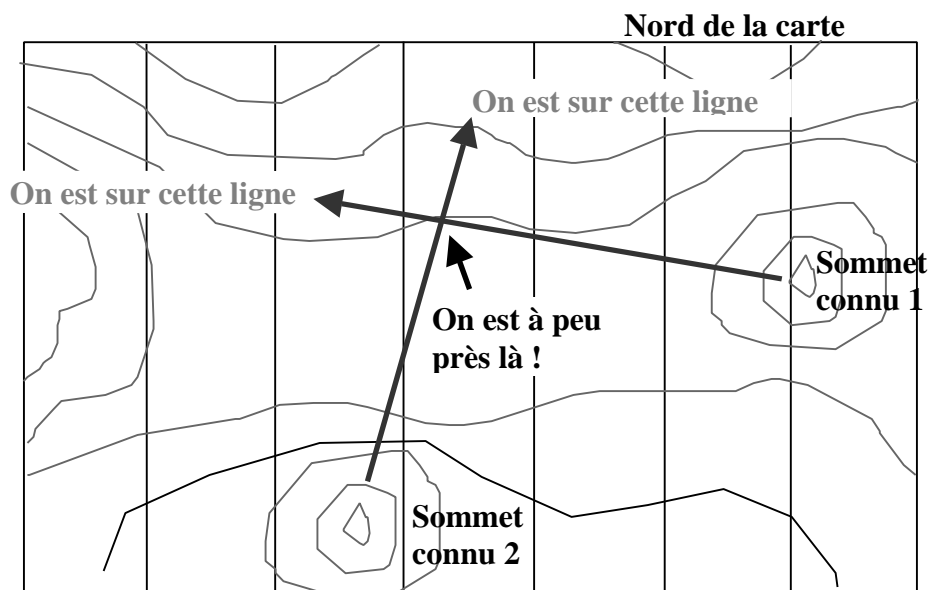 Nord de la carte
On est sur cette ligne
On est sur cette ligne
Sommet
connu 1
On est à peu
près là !
Sommet
connu 2